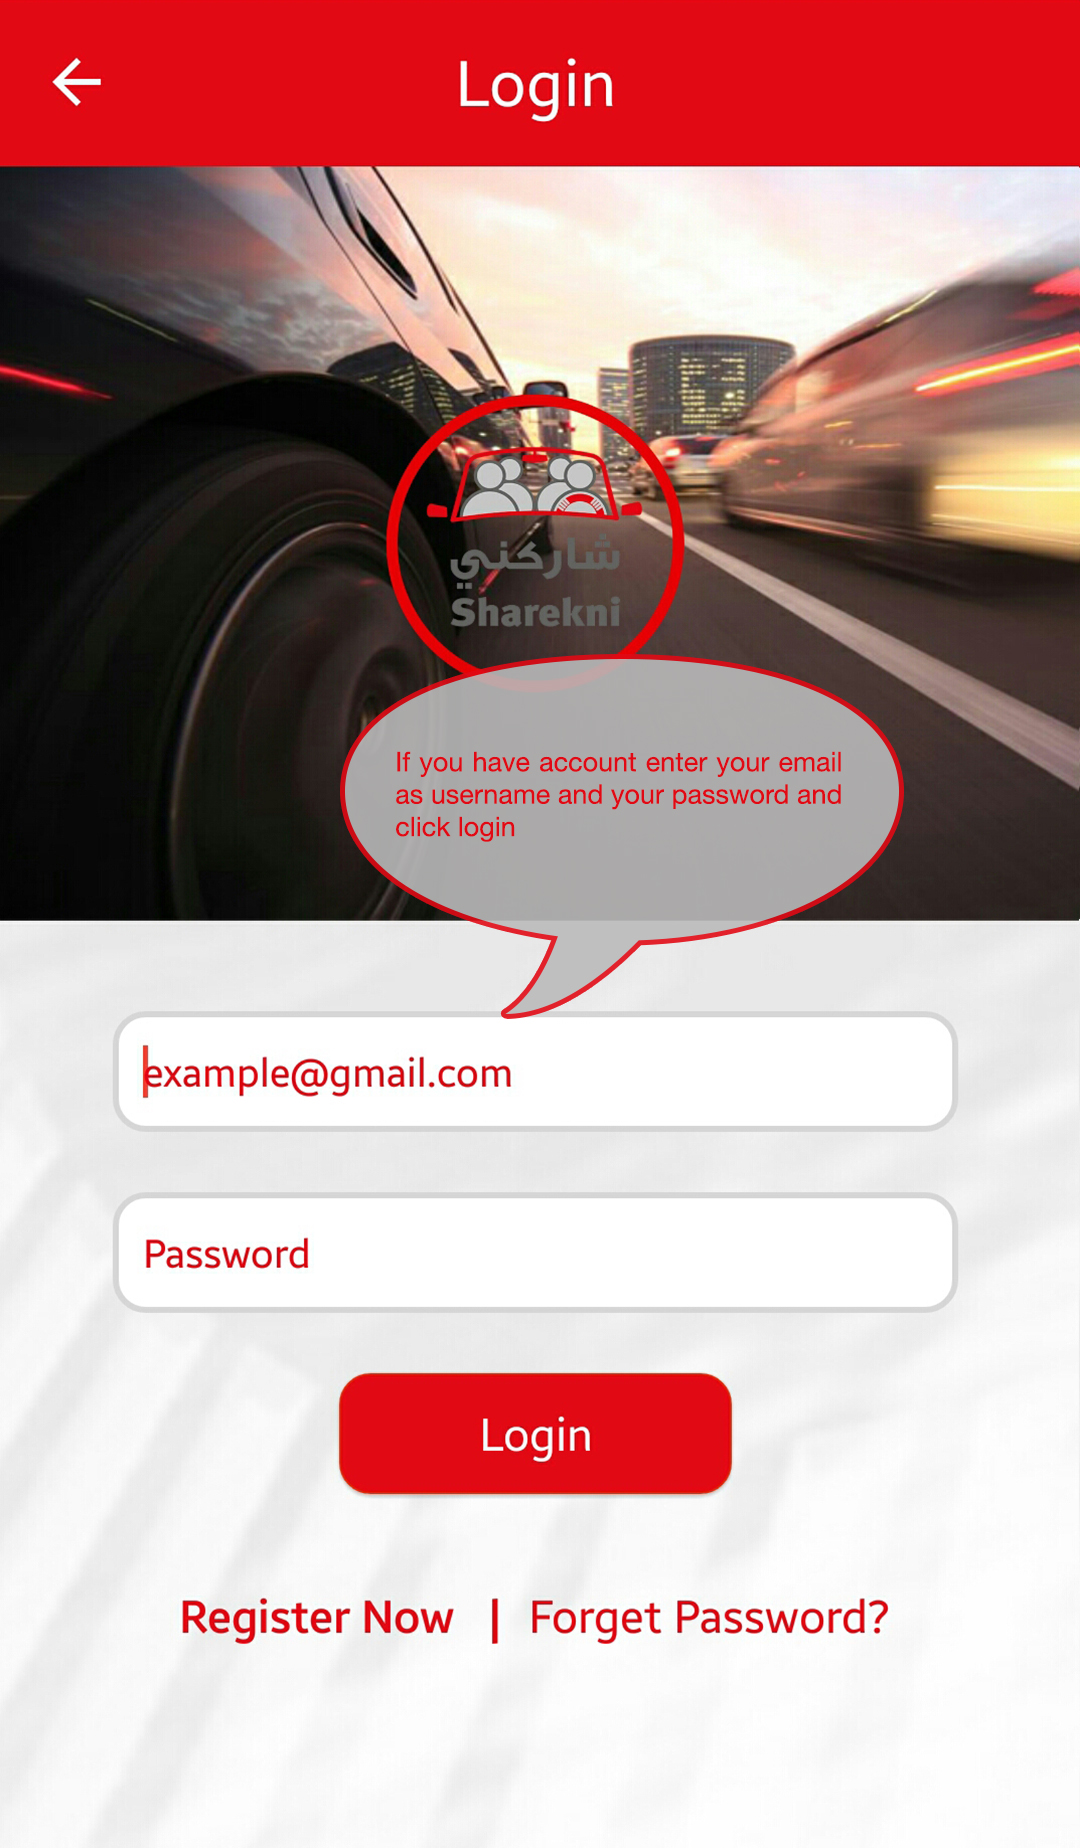 Login
شاركني
Sharekni
If you have account enter your email
as username and your password and
click login
example@gmail.com
Password
Login
Register Now | Forget Password?